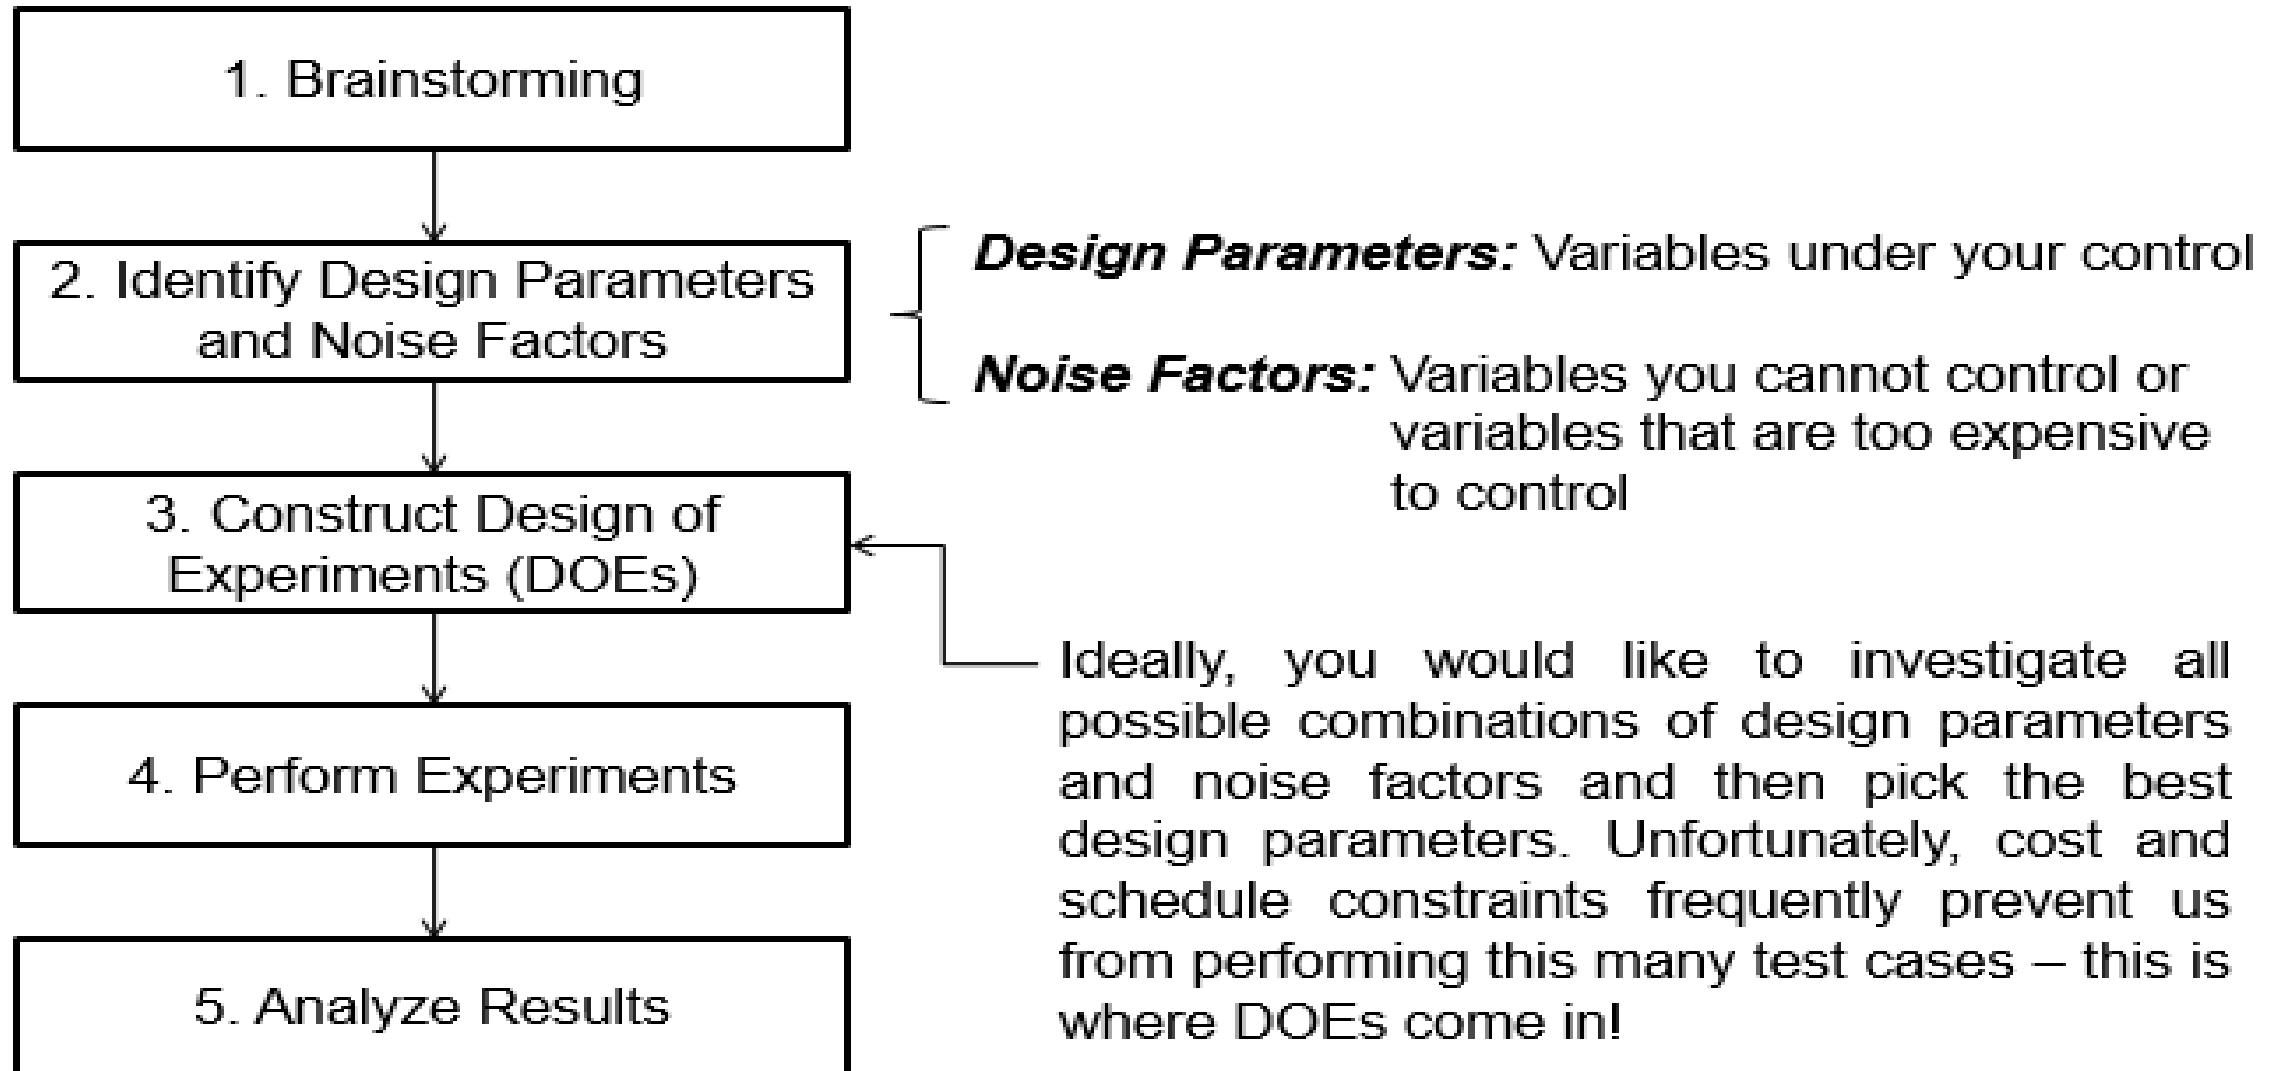 1. Brainstorming
2. Identify Design Parameters
and Noise Factors
Design Parameters: Variables under your control
Noise Factors: Variables you cannot control or
variables that are too expensive
to control
3. Construct Design of
Experiments (DOEs)
Ideally, you would like to investigate all
possible combinations of design parameters
and noise factors and then pick the best
design parameters. Unfortunately, cost and
schedule constraints frequently prevent us
from performing this many test cases – this is
where DOEs come in!
4. Perform Experiments
5. Analyze Results